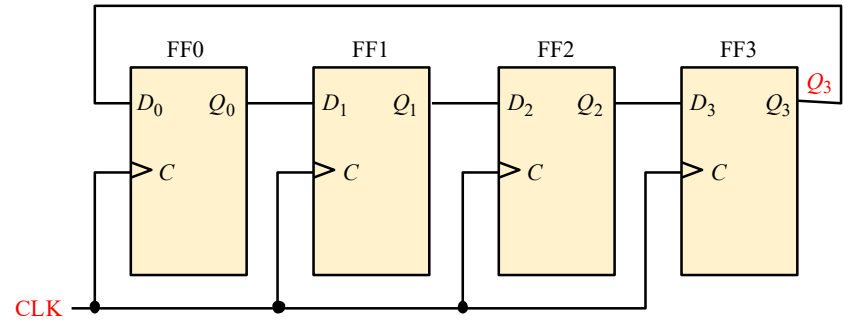 FF0 FF1 FF2 FF3
Q3
D0 Q0 D1 Q1 D2 Q2 D3 Q3
C C C C
CLK